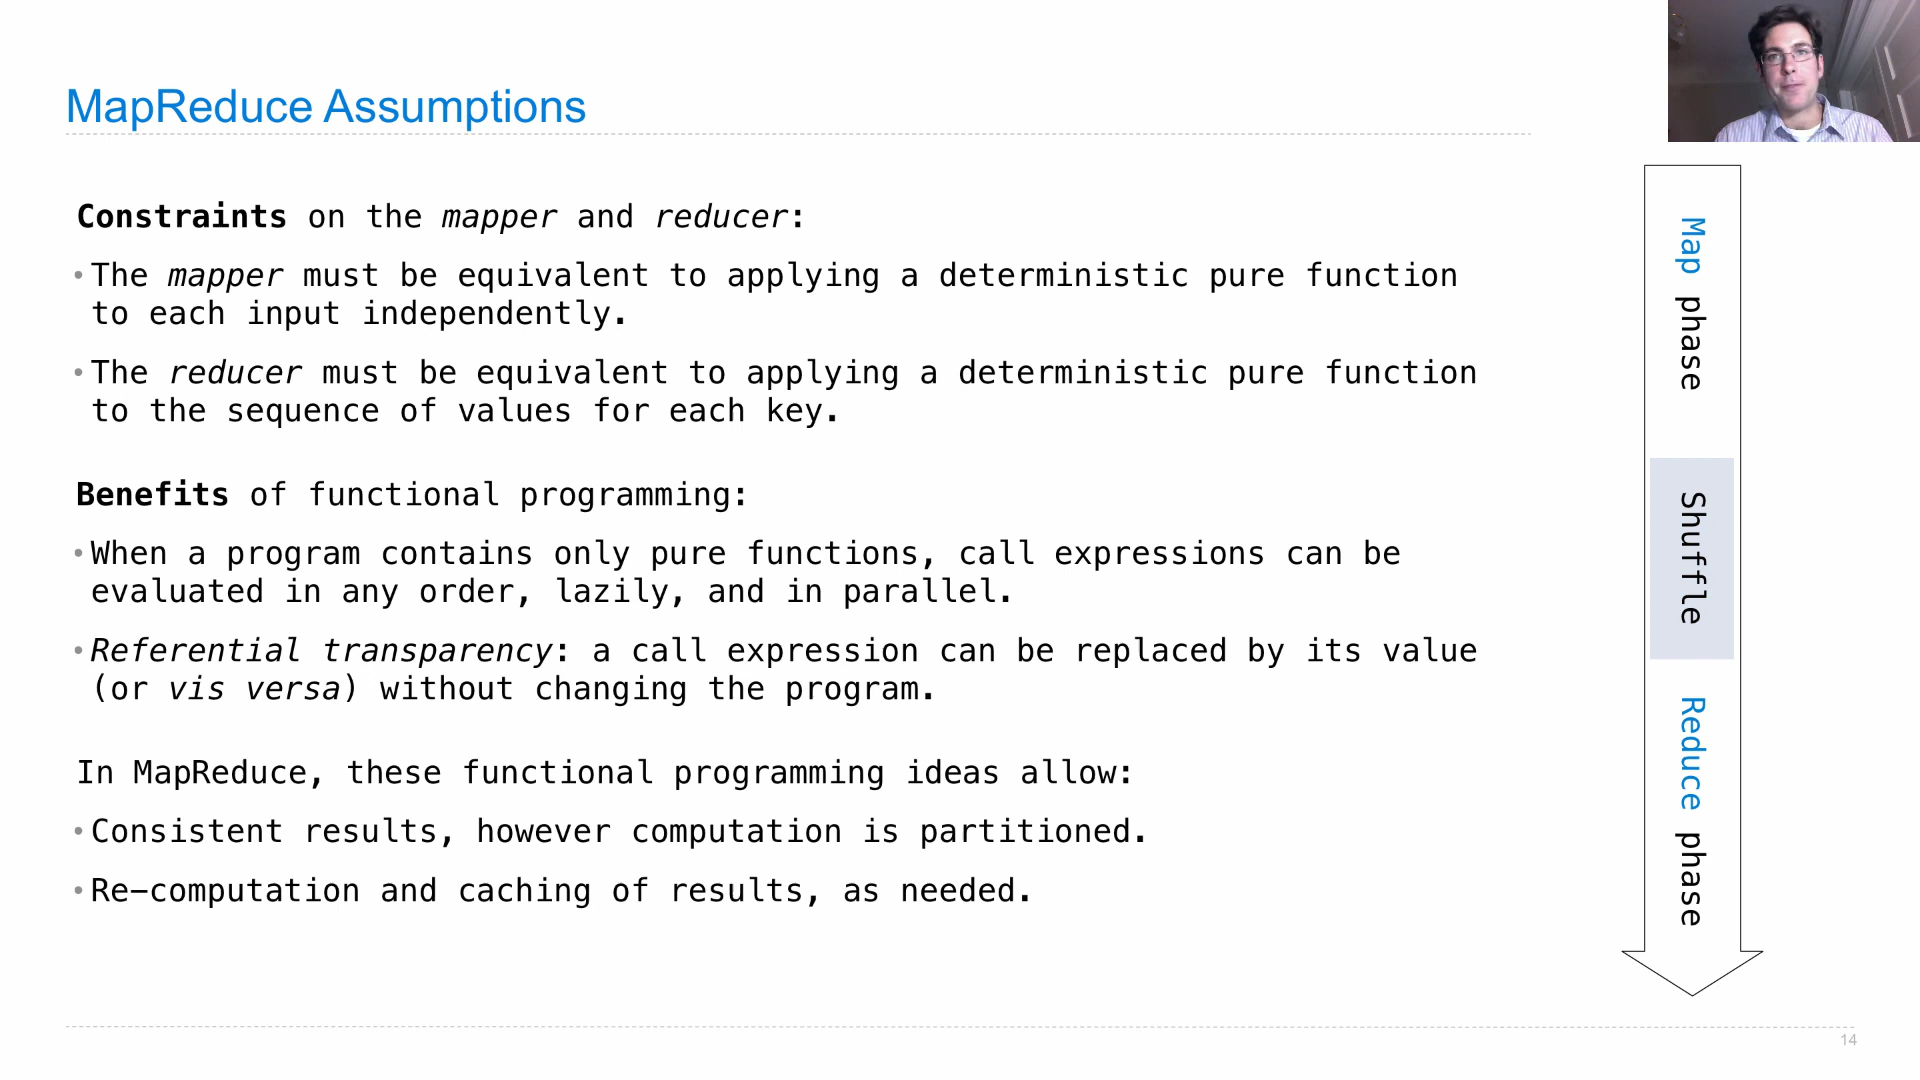 MapReduce Assumptions
Constraints on the mapper and reducer:
•The mapper must be equivalent to applying a deterministic pure function
to each input independently.
•The reducer must be equivalent to applying a deterministic pure function
to the sequence of values for each key.
Benefits of functional programming:
•When a program contains only pure functions, call expressions can be
evaluated in any order, lazily, and in parallel.
•Referential transparency: a call expression can be replaced by its value
(or vis versa) without changing the program.
In MapReduce, these functional programming ideas allow:
•Consistent results, however computation is partitioned.
•Re–computation and caching of results, as needed.
Map phase
Shuffle
Reduce phase
14